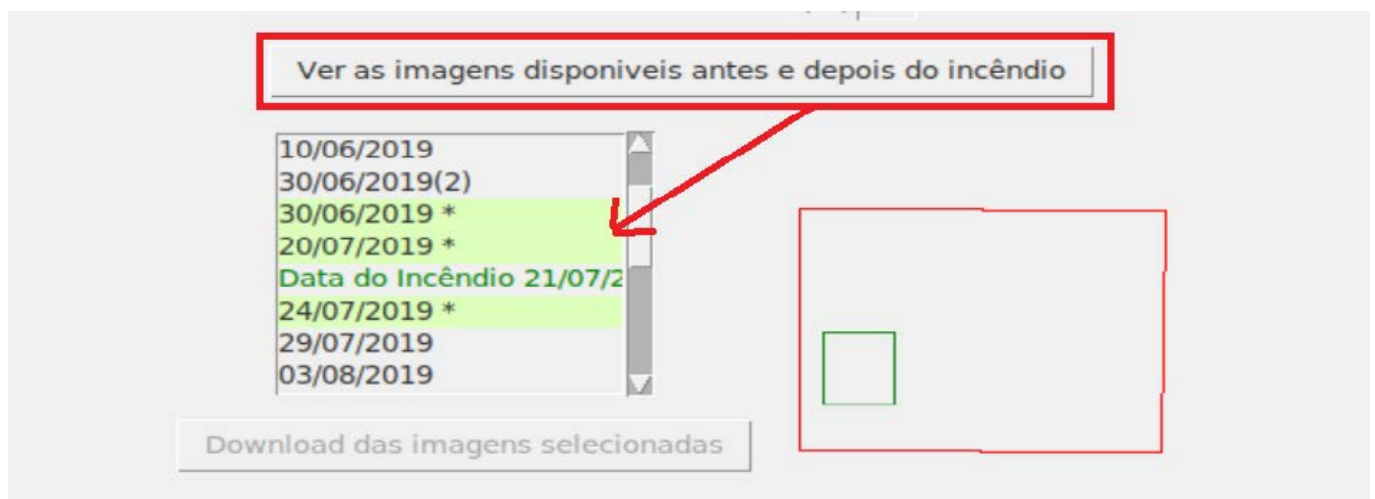 Ver as imagens disponiveis antes e depois do incêndio
10/06/2019
30/06/2019(2)
30/06/2019 *
20/07/2019 *
Data do Incêndio 21/07/2
24/07/2019 *
29/07/2019
03/08/2019
Download das imagens selecionadas